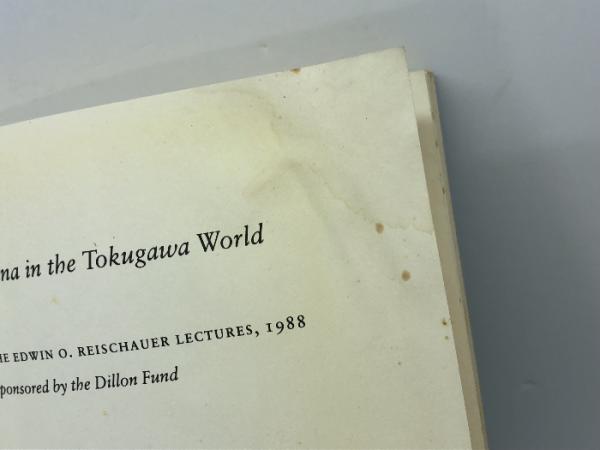 na in the Tokugawa World
HE EDWIN O. REISCHAUER LECTURES, 1988
ponsored by the Dillon Fund